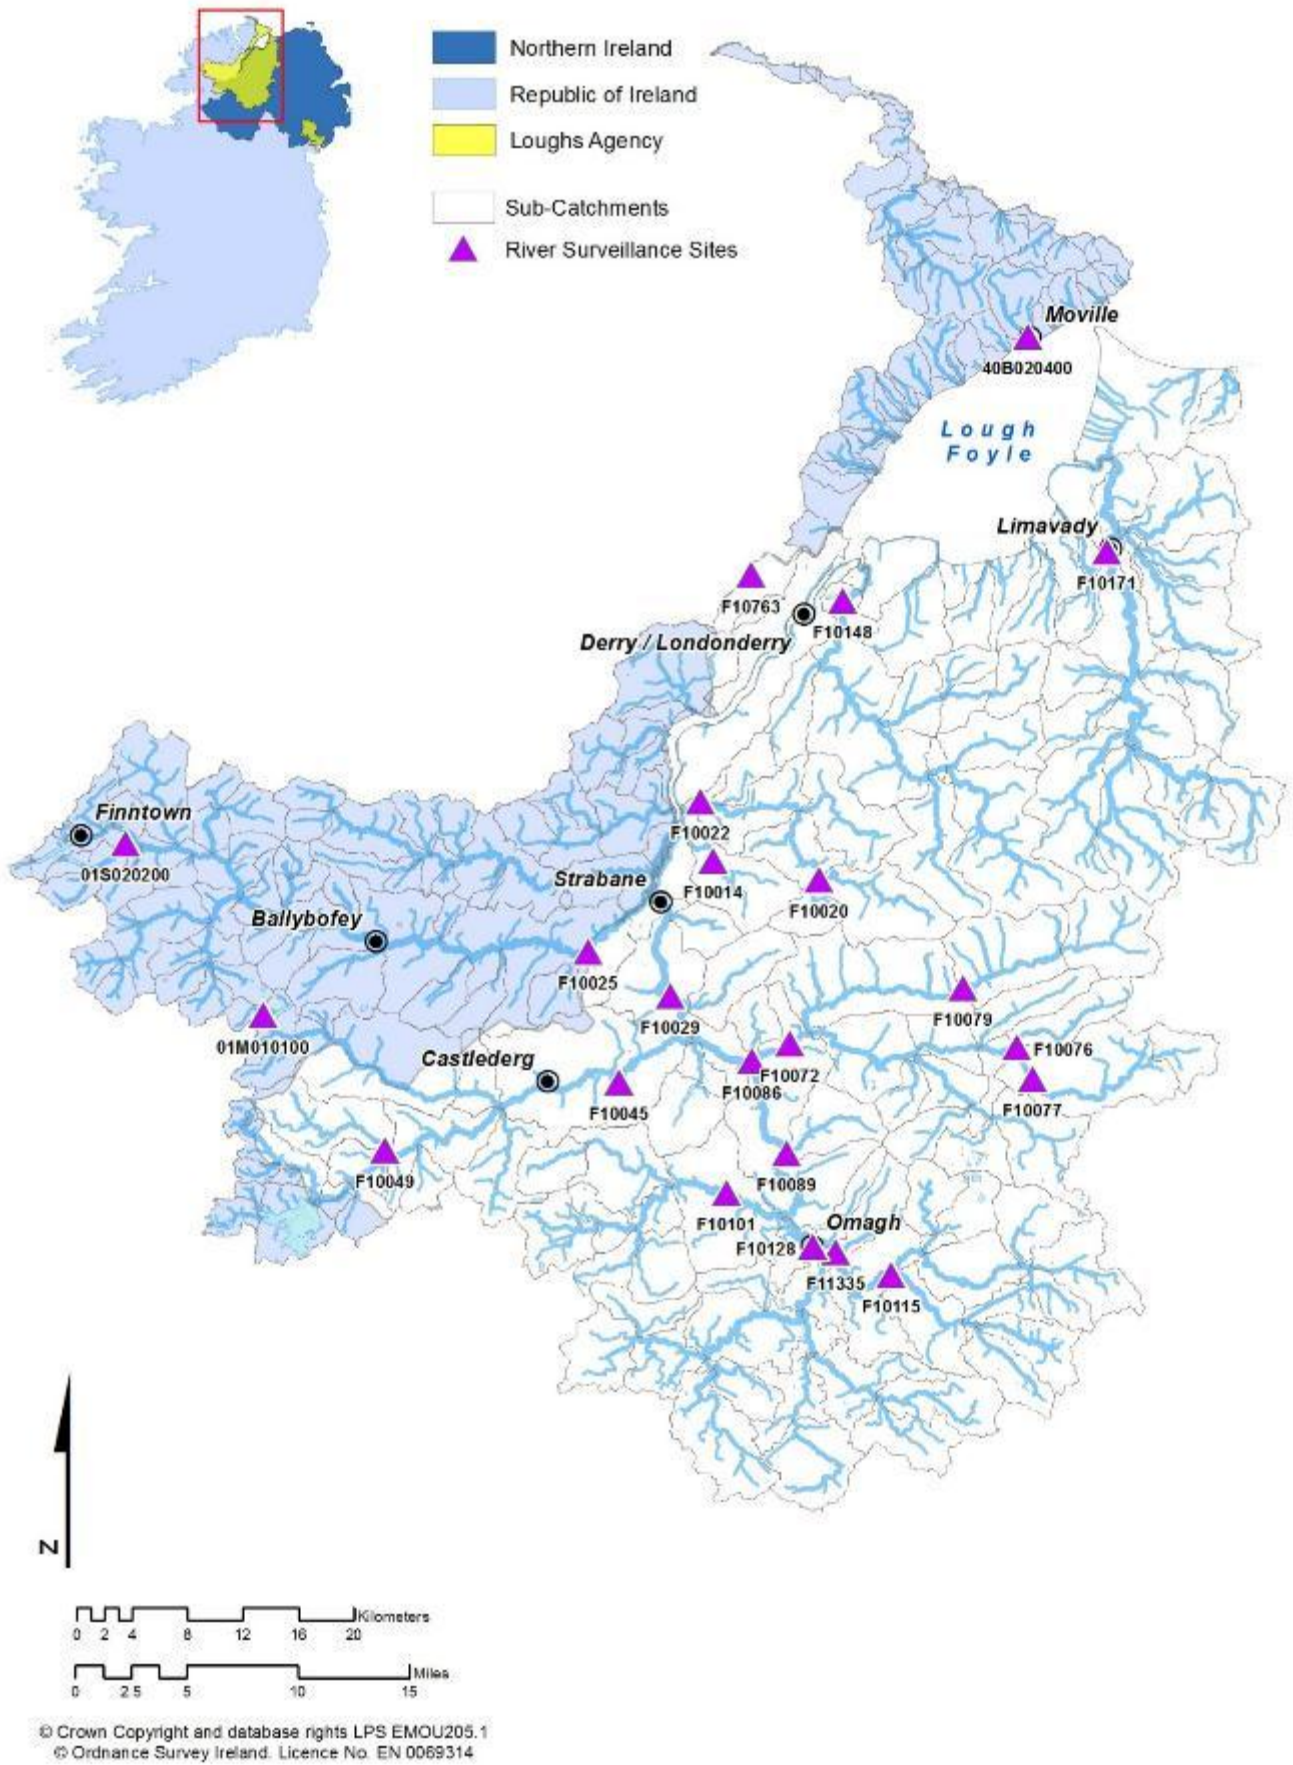 Northern Ireland
Republic of Ireland
Loughs Agency
Sub-Catchments
River Surveillance Sites
Moville
40B020400
Lough
Foyle
Limavady
F10171
F10763
Derry / Londonderry
F10148
Finntown
01S020200
F10022
Strabane
F10014
F10020
Ballybofey
F10025
F10029
F10079
01M010100
Castlederg
F10045
F10072
F10086
F10076
F10077
F10049
F10089
F10101
Omagh
F10128
F11335
F10115
N
Kilometers
0 2 4 8 12 16 20
Miles
0 2.5 5 10 15
© Crown Copyright and database rights LPS EMOU205.1
© Ordnance Survey Ireland. Licence No. EN 0069314